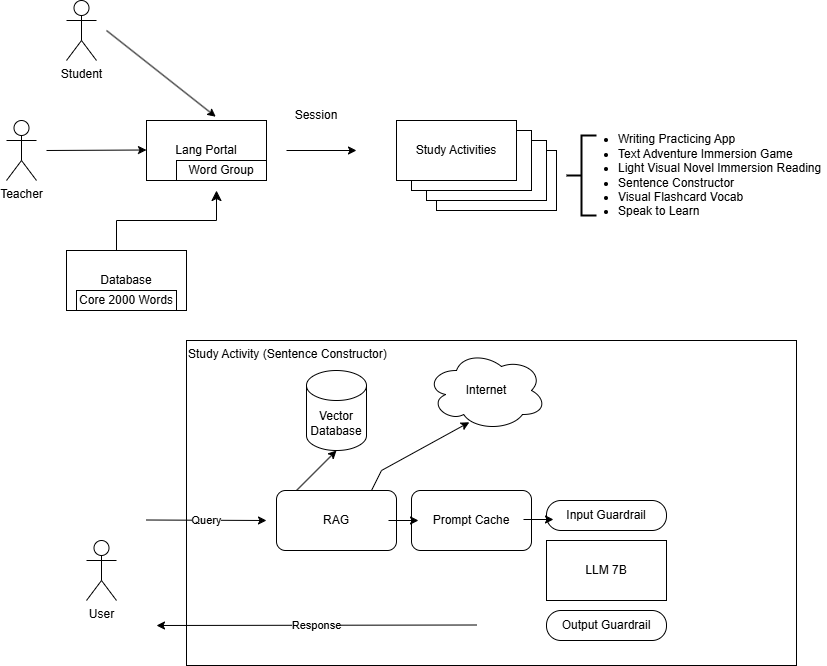 Student
Session
Lang Portal
Word Group
Study Activities
Writing Practicing App
Text Adventure Immersion Game
Light Visual Novel Immersion Reading
Sentence Constructor
Visual Flashcard Vocab
Speak to Learn
Teacher
Database
Core 2000 Words
Study Activity (Sentence Constructor)
Vector
Database
Internet
Query
RAG
Prompt Cache
Input Guardrail
LLM 7B
User
Response
Output Guardrail